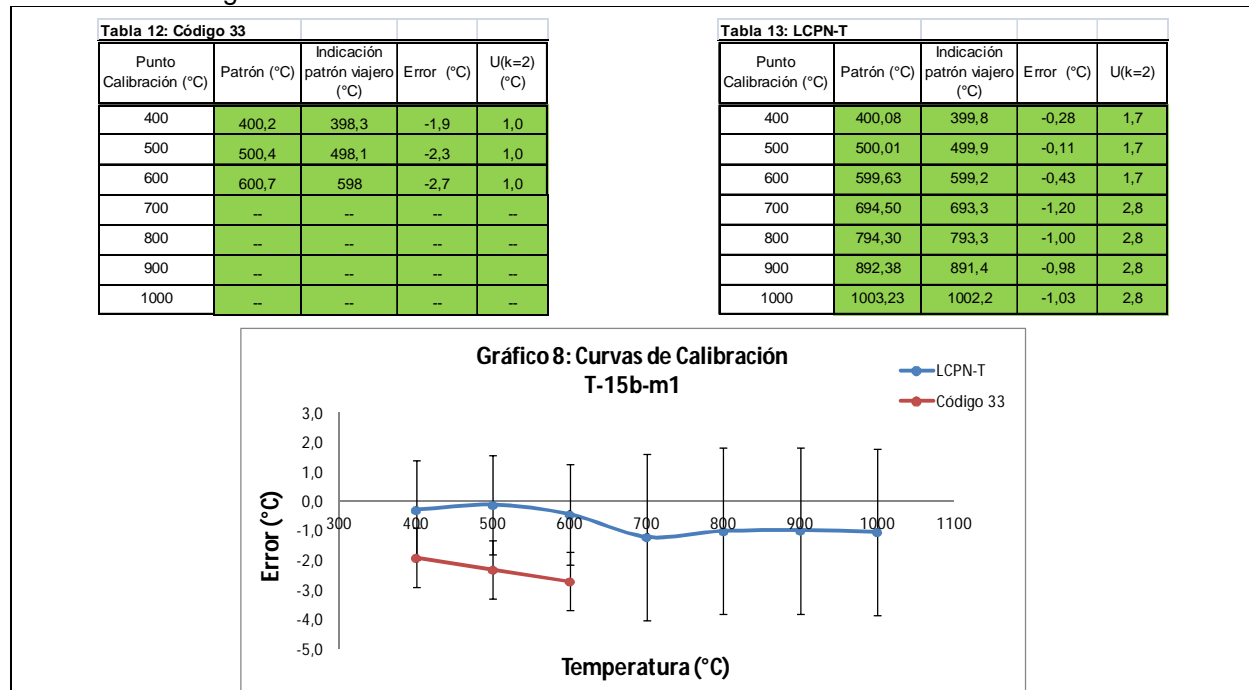 Tabla 12: Código 33
Punto Calibración (°C) Patrón (°C) Indicación patrón viajero (°C) Error (°C) U(k=2) (°C)
400 400,2 398,3 -1,9 1,0
500 500,4 498,1 -2,3 1,0
600 600,7 598 -2,7 1,0
700 -- -- -- --
800 -- -- -- --
900 -- -- -- --
1000 -- -- -- --
Tabla 13: LCPN-T
Punto Calibración (°C) Patrón (°C) Indicación patrón viajero (°C) Error (°C) U(k=2)
400 400,08 399,8 -0,28 1,7
500 500,01 499,9 -0,11 1,7
600 599,63 599,2 -0,43 1,7
700 694,50 693,3 -1,20 2,8
800 794,30 793,3 -1,00 2,8
900 892,38 891,4 -0,98 2,8
1000 1003,23 1002,2 -1,03 2,8
Gráfico 8: Curvas de Calibración
T-15b-m1
LCPN-T
Código 33
3,0
2,0
1,0
0,0
-1,0
-2,0
-3,0
-4,0
-5,0
300 400 500 600 700 800 900 1000 1100
Error (°C)
Temperatura (°C)